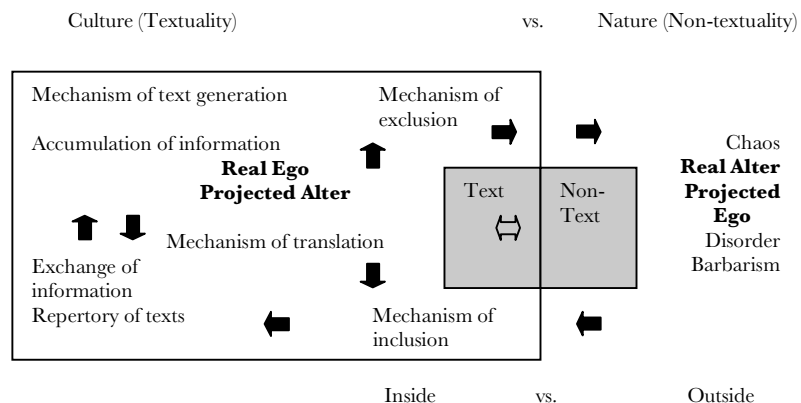 Culture (Textuality) vs. Nature (Non-textuality)
Mechanism of text generation
Mechanism of
exclusion
Accumulation of information
Real Ego
Projected Alter
Text
Non-
Text
Chaos
Real Alter
Projected
Ego
Disorder
Barbarism
Mechanism of translation
Exchange of
information
Repertory of texts
Mechanism of
inclusion
Inside vs. Outside